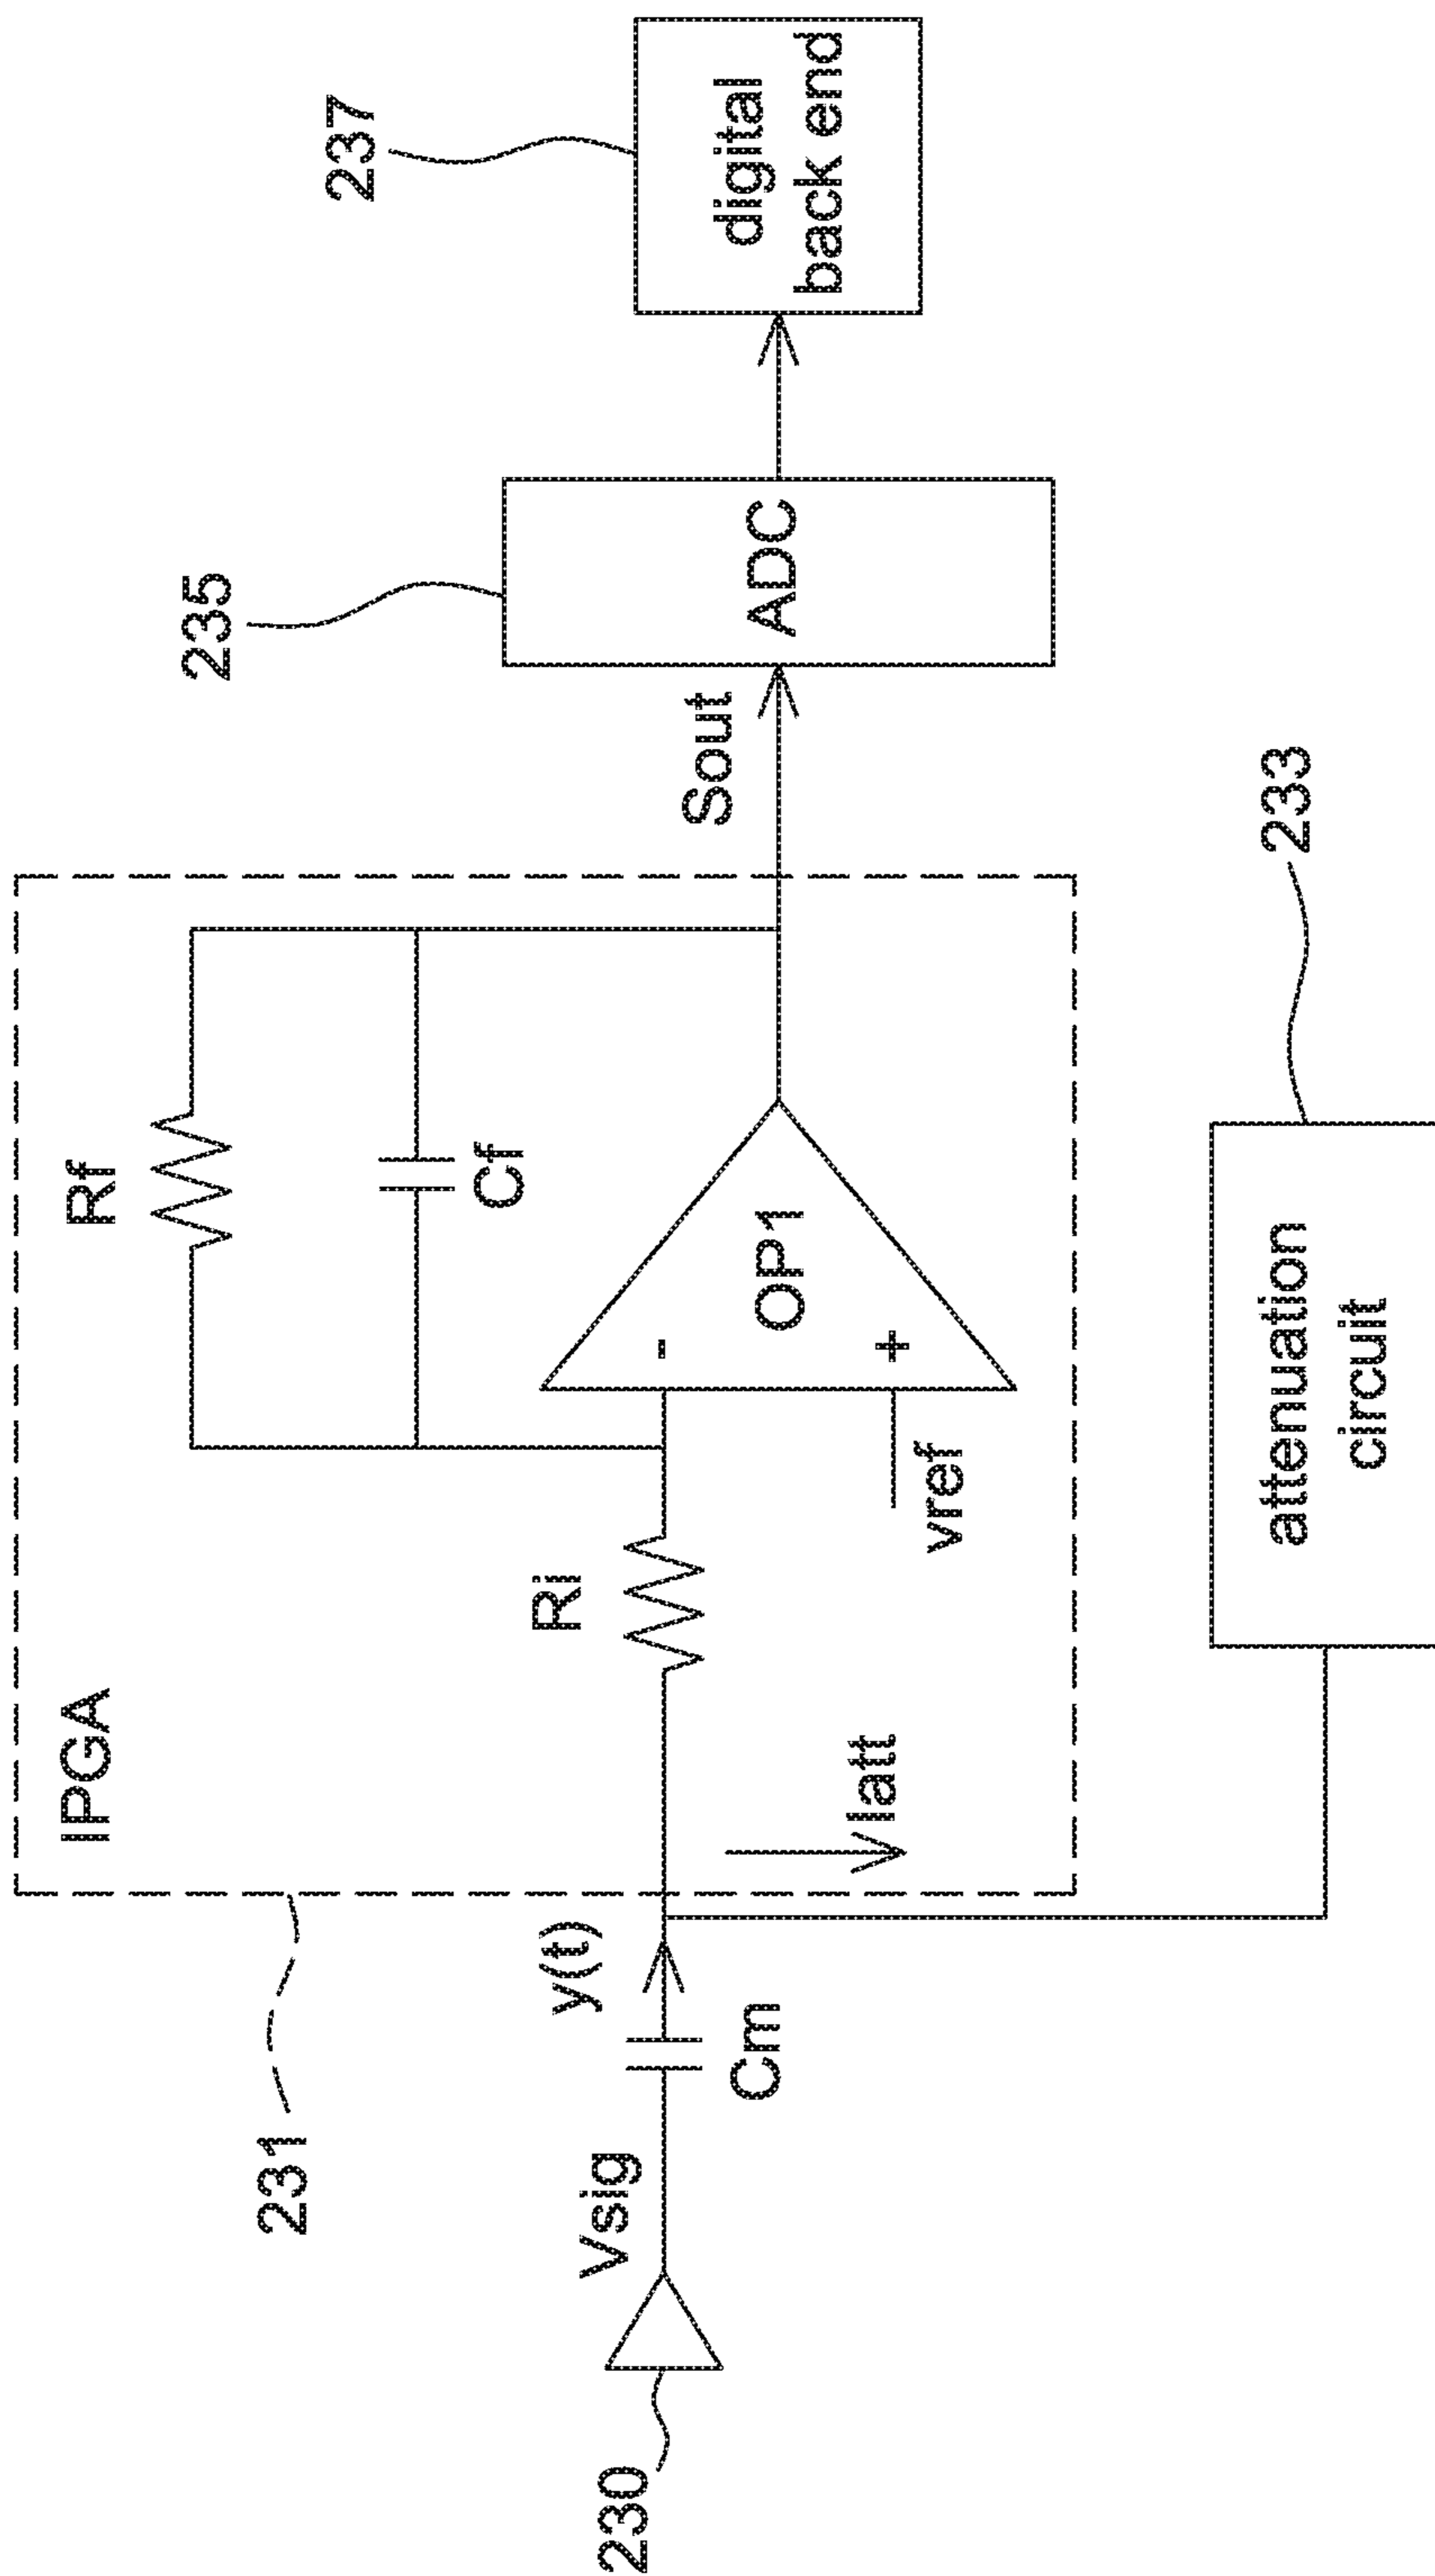 IPGA
Rf
237
235
231
Cf
Ri
Sout
digital
back end
y(t)
Vsig
230
Cm
-
OP1
+
ADC
Iatt
vref
233
attenuation
circuit